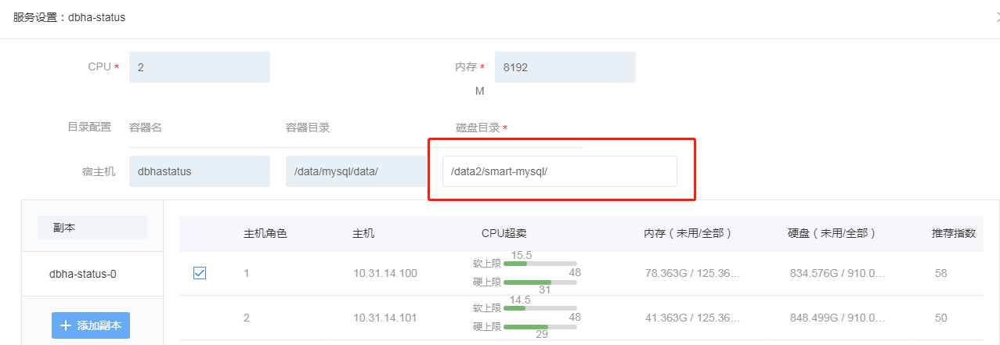 服务设置：dbha-status
CPU * 2 内存 * 8192
M
目录配置 容器名 容器目录 磁盘目录 *
宿主机 dbhastatus /data/mysql/data/ /data2/smart-mysql/
副本
dbha-status-0
添加副本
主机角色 主机 CPU超卖 内存（未用/全部） 硬盘（未用/全部） 推荐指数
1 10.31.14.100 软上限 15.5 48 硬上限 31 78.363G / 125.36... 834.576G / 910.0... 58
2 10.31.14.101 软上限 14.5 48 硬上限 29 41.363G / 125.36... 848.499G / 910.0... 50